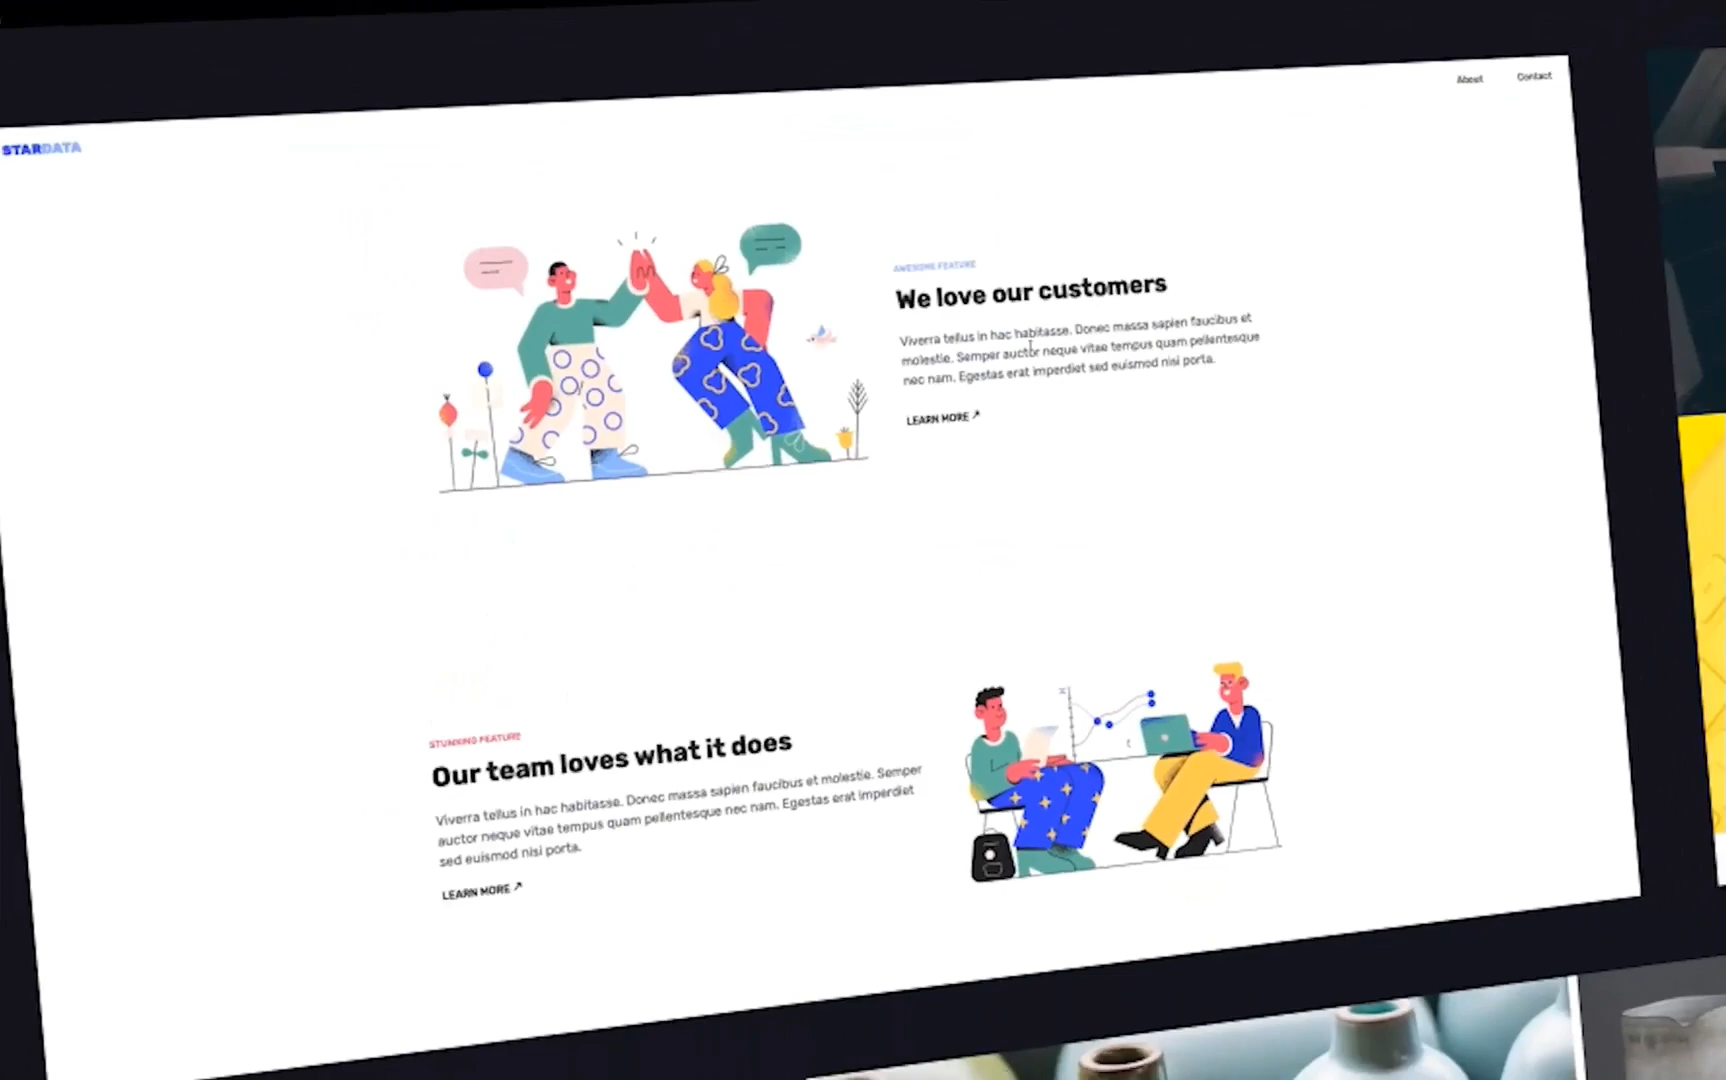 About Contact
STARDATA
AWESOME FEATURE
We love our customers
Viverra tellus in hac habitasse. Donec massa sapien faucibus et
molestie. Semper auctor neque vitae tempus quam pellentesque
nec nam. Egestas erat imperdiet sed euismod nisi porta.
LEARN MORE ↗
STUNNING FEATURE
Our team loves what it does
Viverra tellus in hac habitasse. Donec massa sapien faucibus et molestie. Semper
auctor neque vitae tempus quam pellentesque nec nam. Egestas erat imperdiet
sed euismod nisi porta.
LEARN MORE ↗